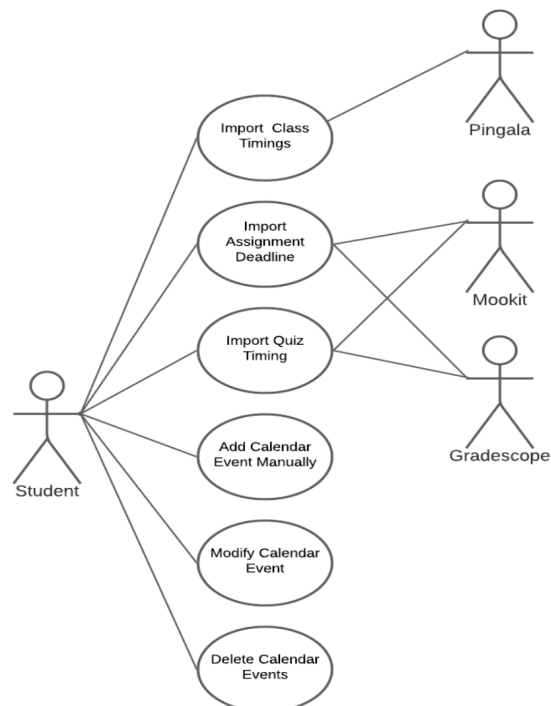 Pingala
Import Class
Timings
Import
Assignment
Deadline
Mookit
Import Quiz
Timing
Gradescope
Add Calendar
Event Manually
Student
Modify Calendar
Event
Delete Calendar
Events